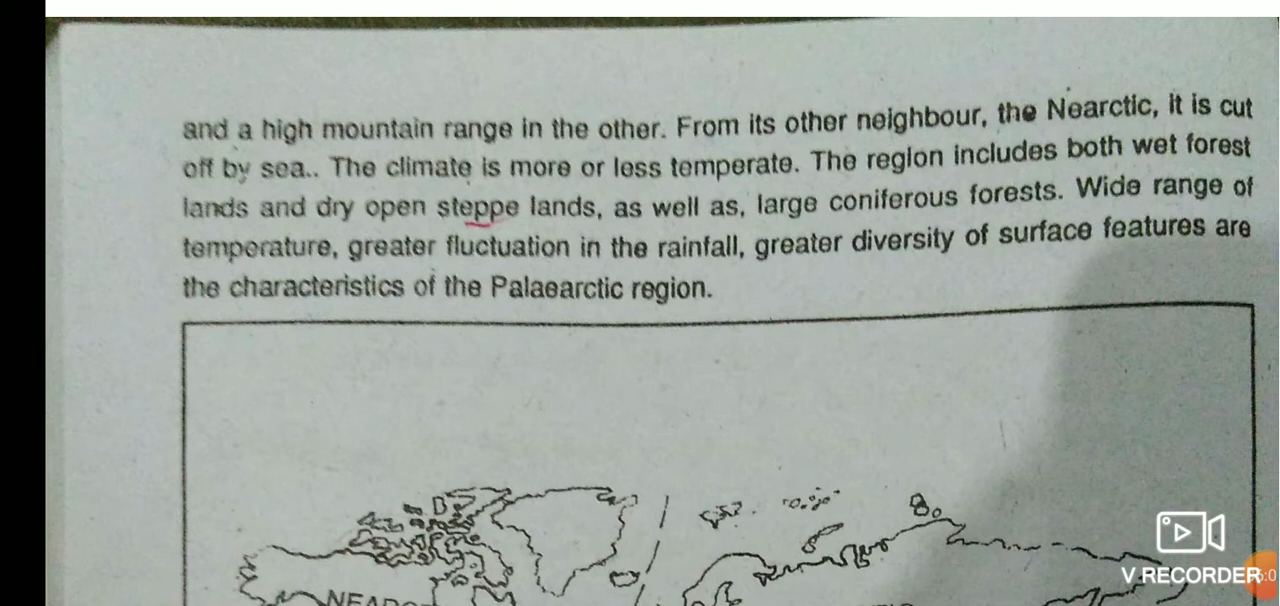 and a high mountain range in the other. From its other neighbour, the Nearctic, it is cut
off by sea.. The climate is more or less temperate. The region includes both wet forest
lands and dry open steppe lands, as well as, large coniferous forests. Wide range of
temperature, greater fluctuation in the rainfall, greater diversity of surface features are
the characteristics of the Palaearctic region.
V.RECORDER